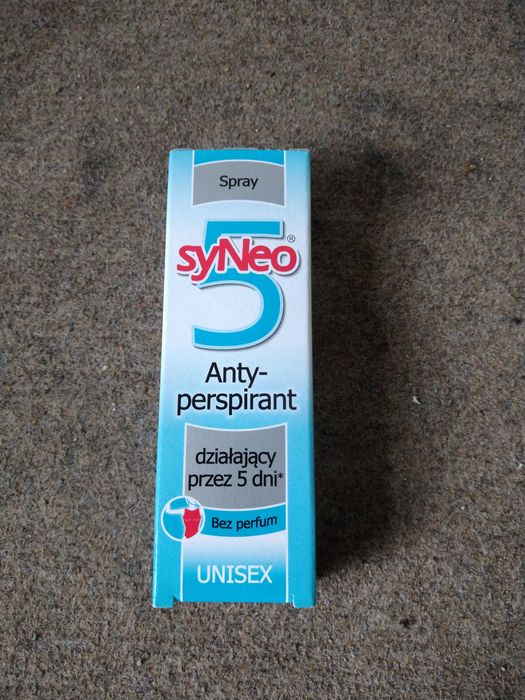 Spray
5
syNeo®
Anty-
perspirant
działający
przez 5 dni*
Bez perfum
UNISEX